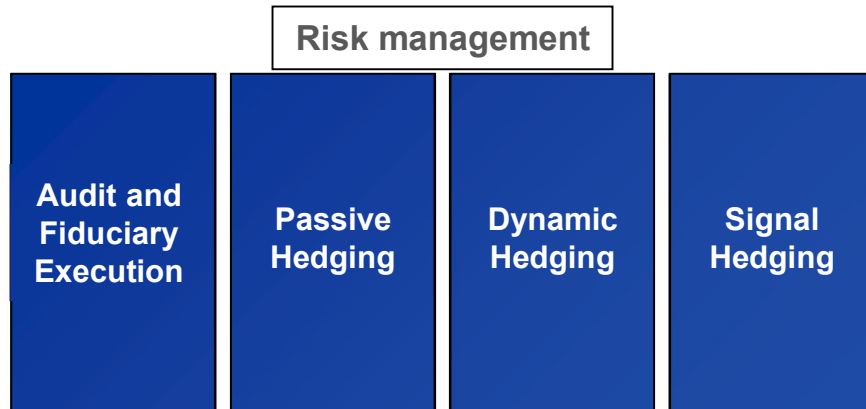 Risk management
Audit and
Fiduciary
Execution
Passive
Hedging
Dynamic
Hedging
Signal
Hedging